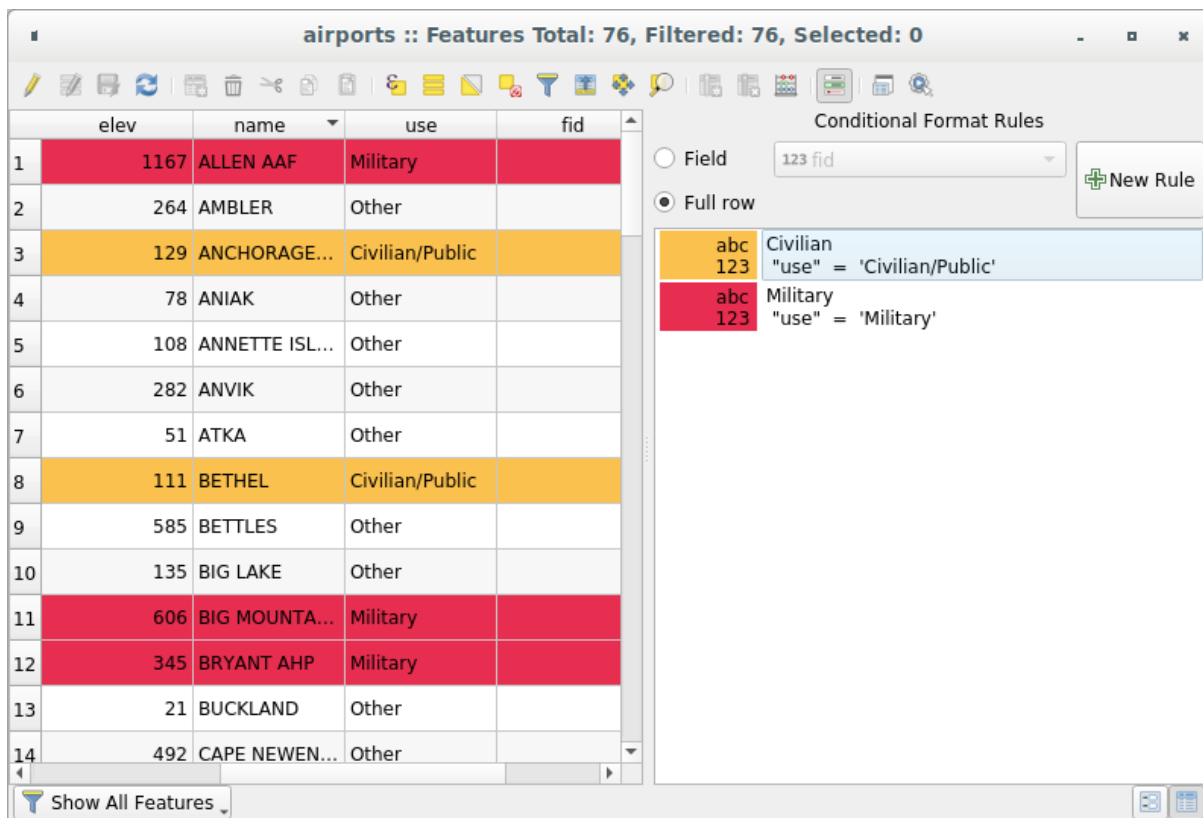 airports :: Features Total: 76, Filtered: 76, Selected: 0
elev name use fid
1 1167 ALLEN AAF Military
2 264 AMBLER Other
3 129 ANCHORAGE... Civilian/Public
4 78 ANIAK Other
5 108 ANNETTE ISL... Other
6 282 ANVIK Other
7 51 ATKA Other
8 111 BETHEL Civilian/Public
9 585 BETTLES Other
10 135 BIG LAKE Other
11 606 BIG MOUNTA... Military
12 345 BRYANT AHP Military
13 21 BUCKLAND Other
14 492 CAPE NEWEN... Other
Show All Features
Conditional Format Rules
Field 123 fid
New Rule
Full row
abc Civilian
123 "use" = 'Civilian/Public'
abc Military
123 "use" = 'Military'